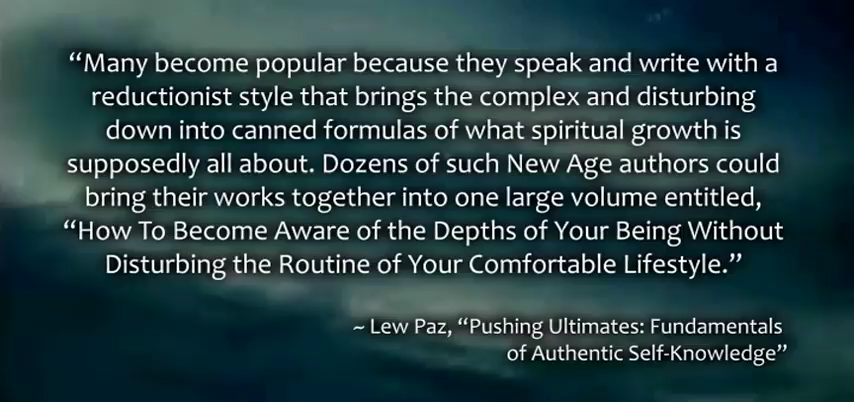 “Many become popular because they speak and write with a
reductionist style that brings the complex and disturbing
down into canned formulas of what spiritual growth is
supposedly all about. Dozens of such New Age authors could
bring their works together into one large volume entitled,
“How To Become Aware of the Depths of Your Being Without
Disturbing the Routine of Your Comfortable Lifestyle.”
~ Lew Paz, “Pushing Ultimates: Fundamentals
of Authentic Self-Knowledge”